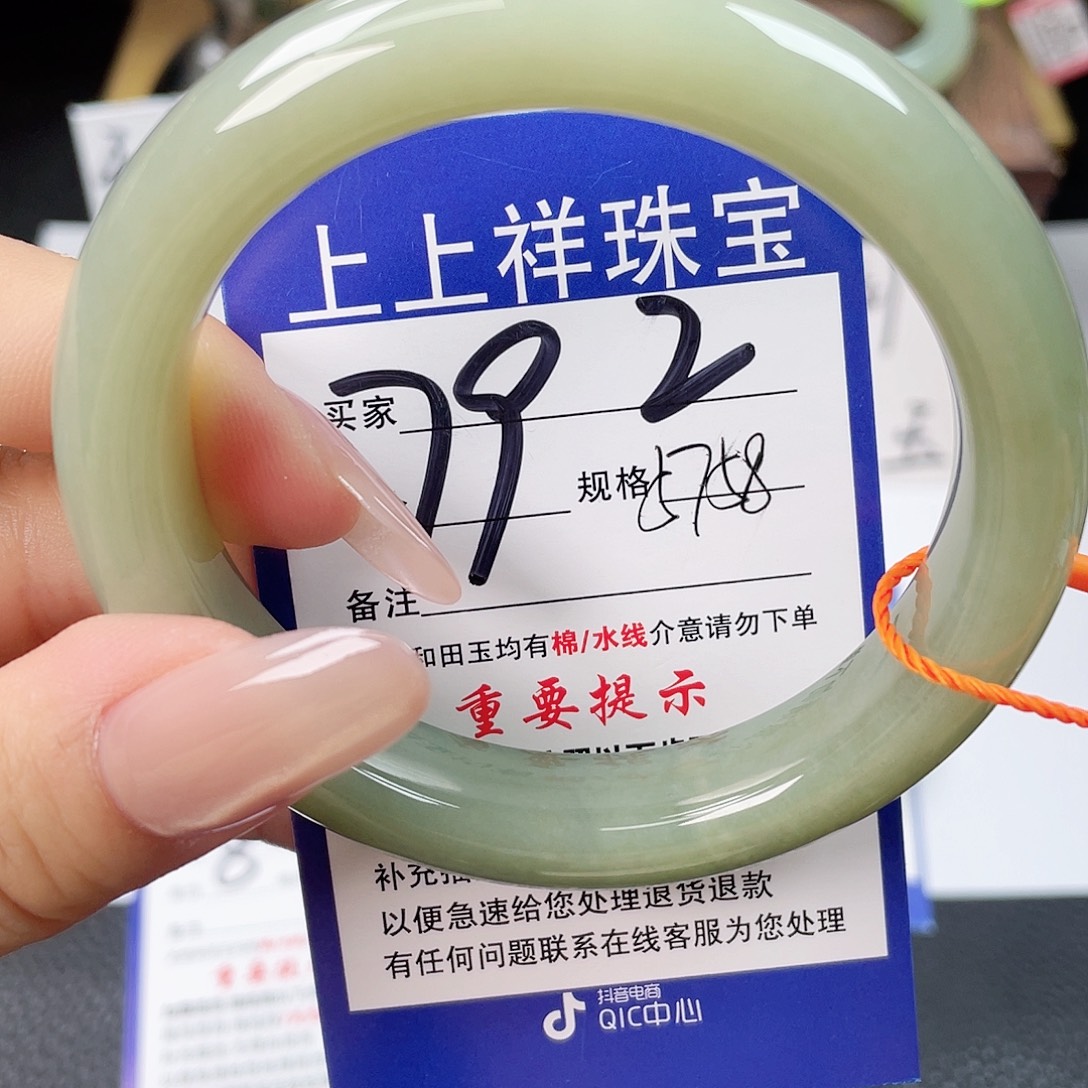 上上祥珠宝
792
买家
规格 5758
备注
和田玉均有棉/水线介意请勿下单
重要提示
补充
以便急速给您处理退货退款
有任何问题联系在线客服为您处理
抖音电商
QIC中心